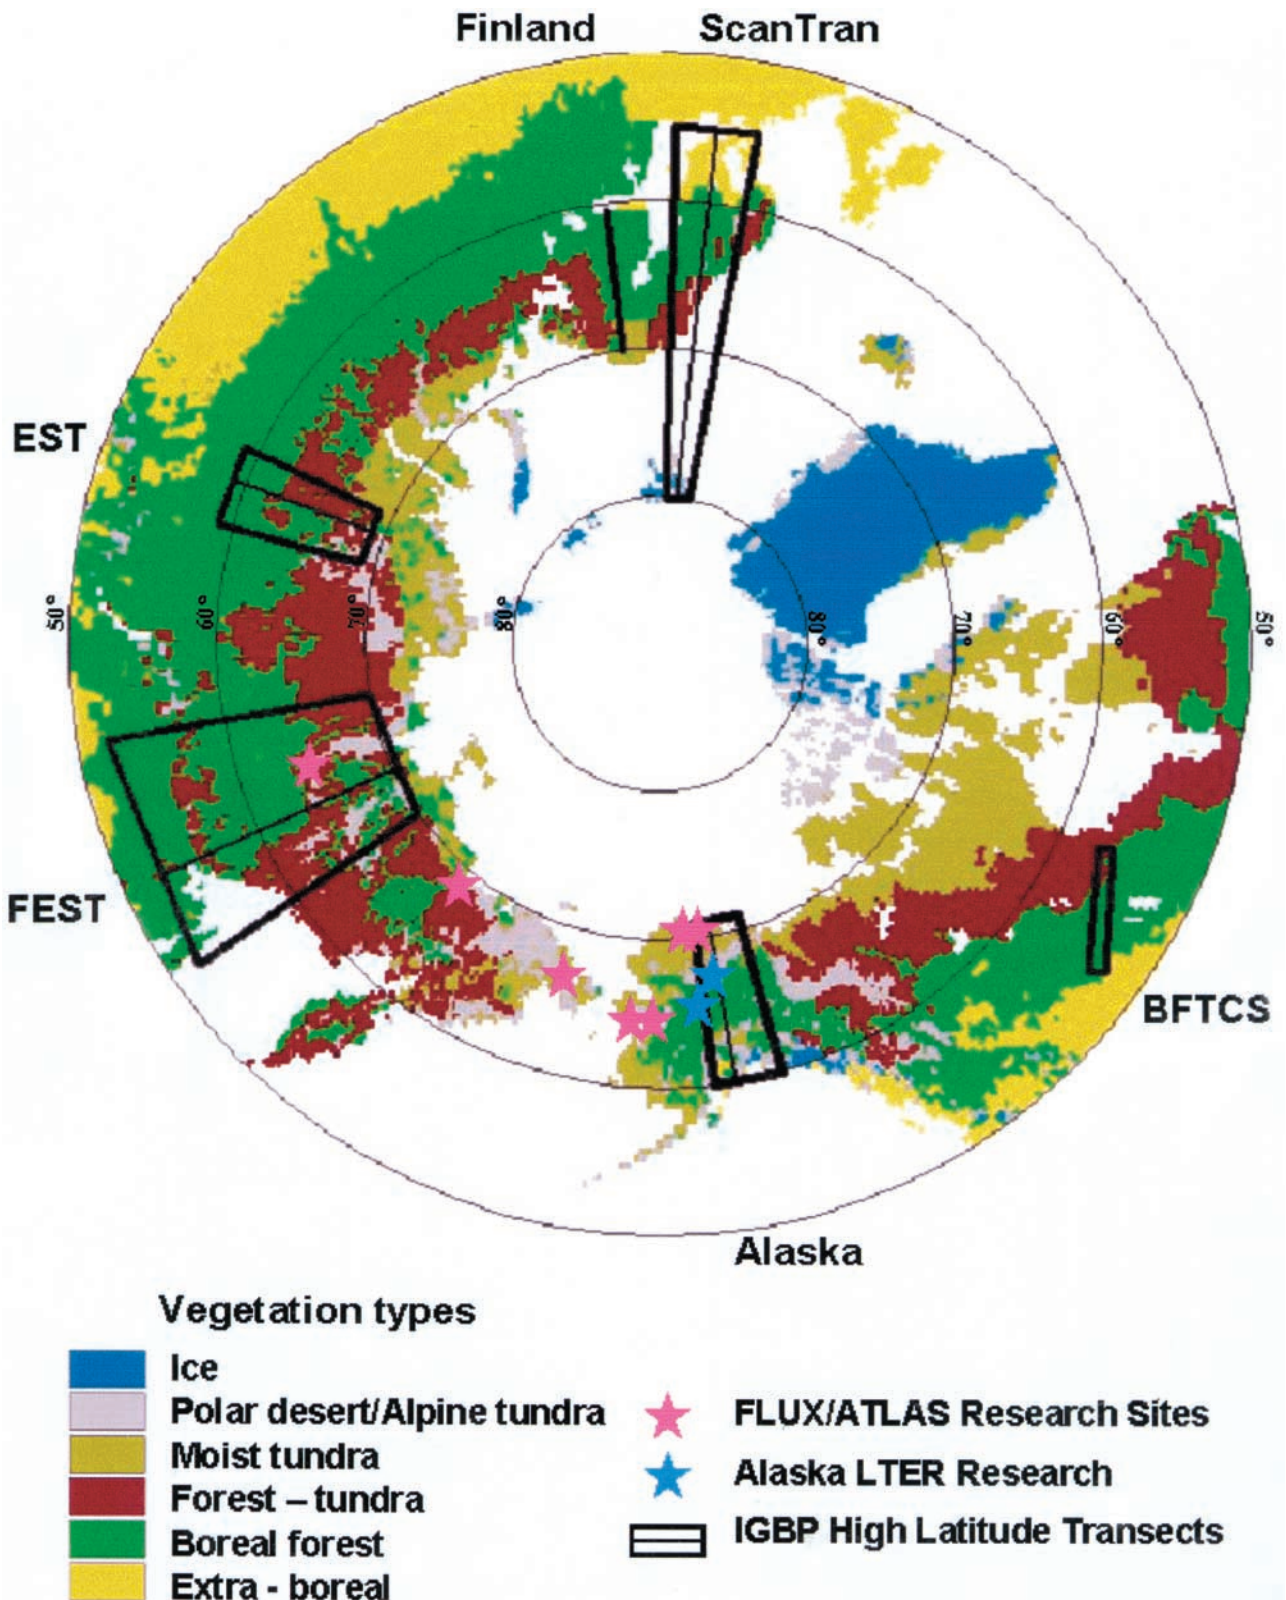 Finland ScanTran
EST
50° 60° 70° 80° 80° 70° 60° 50°
FEST
BFTCS
Alaska
Vegetation types
Ice
Polar desert/Alpine tundra
Moist tundra
Forest – tundra
Boreal forest
Extra - boreal
FLUX/ATLAS Research Sites
Alaska LTER Research
IGBP High Latitude Transects